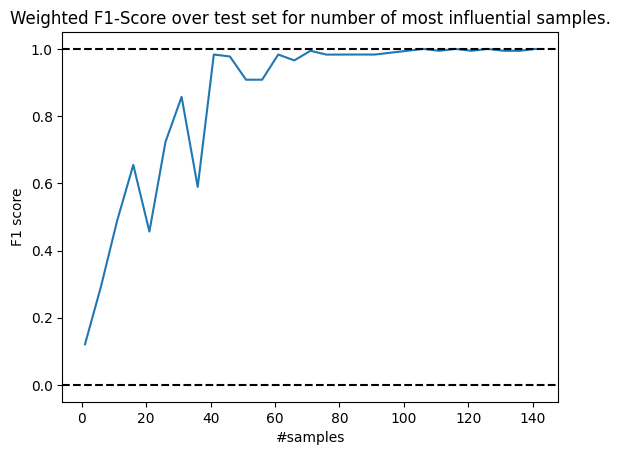 Weighted F1-Score over test set for number of most influential samples.
1.0
0.8
0.6
0.4
0.2
0.0
F1 score
0 20 40 60 80 100 120 140
#samples